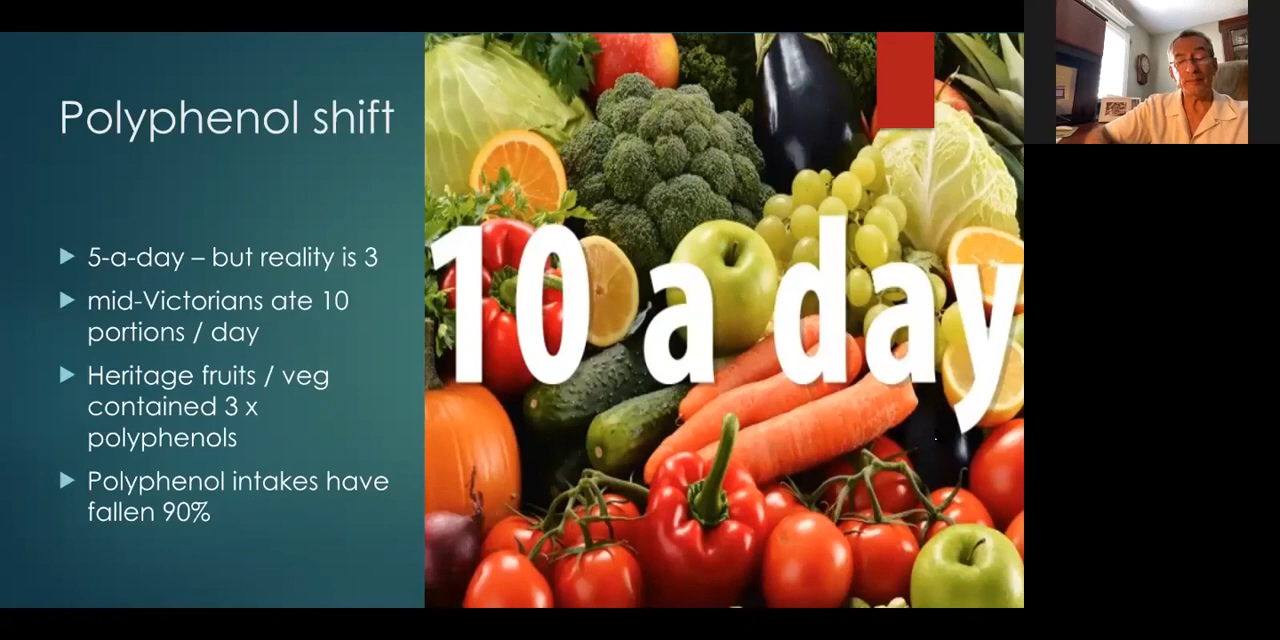 Polyphenol shift
5-a-day – but reality is 3
mid-Victorians ate 10
portions / day
Heritage fruits / veg
contained 3 x
polyphenols
Polyphenol intakes have
fallen 90%
10 a day